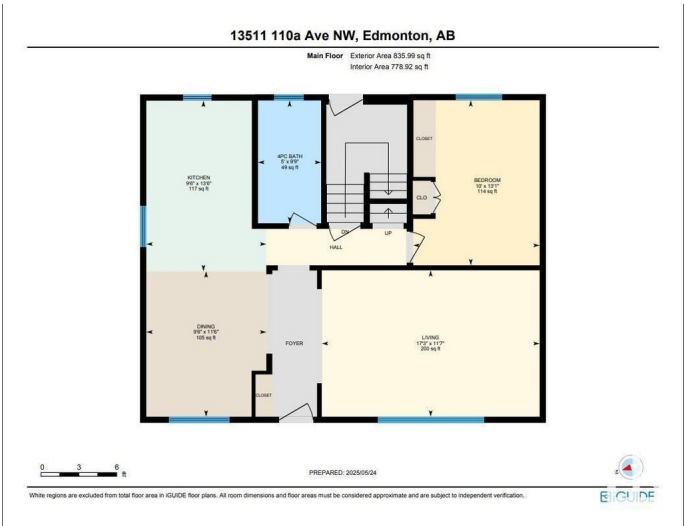 13511 110a Ave NW, Edmonton, AB
Main Floor Exterior Area 835.99 sq ft
Interior Area 778.92 sq ft
KITCHEN
9'6" x 13'6"
117 sq ft
4PC BATH
5' x 9'9"
49 sq ft
CLOSET
BEDROOM
10' x 13'1"
114 sq ft
CLO
DN
UP
HALL
DINING
9'6" x 11'6"
105 sq ft
FOYER
LIVING
17'3" x 11'7"
200 sq ft
CLOSET
0 3 6
ft
PREPARED: 2025/05/24
White regions are excluded from total floor area in iGUIDE floor plans. All room dimensions and floor areas must be considered approximate and are subject to independent verification.